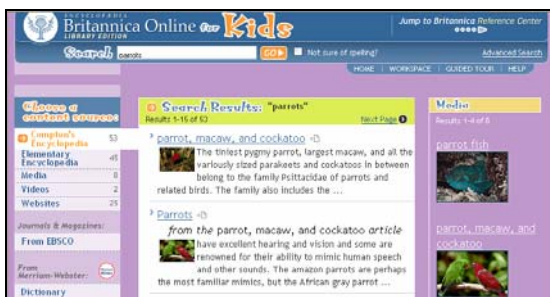 ENCYCLOPÆDIA
Britannica Online for Kids
LIBRARY EDITION
Jump to Britannica Reference Center
Search parrots GO Not sure of spelling? Advanced Search
HOME | WORKSPACE | GUIDED TOUR | HELP
Choose a
content source:
Compton's
Encyclopedia 53
Elementary
Encyclopedia 45
Media 8
Videos 2
Websites 25
Journals & Magazines:
From EBSCO
From
Merriam-Webster:
Dictionary
Search Results: "parrots"
Results 1-15 of 53 Next Page
parrot, macaw, and cockatoo
The tiniest pygmy parrot, largest macaw, and all the
variously sized parakeets and cockatoos in between
belong to the family Psittacidae of parrots and
related birds. The family also includes the ...
Parrots
from the parrot, macaw, and cockatoo article
have excellent hearing and vision and some are
renowned for their ability to mimic human speech
and other sounds. The amazon parrots are perhaps
the most familiar mimics, but the African gray parrot ...
Media
Results 1-4 of 8
parrot fish
parrot, macaw, and
cockatoo